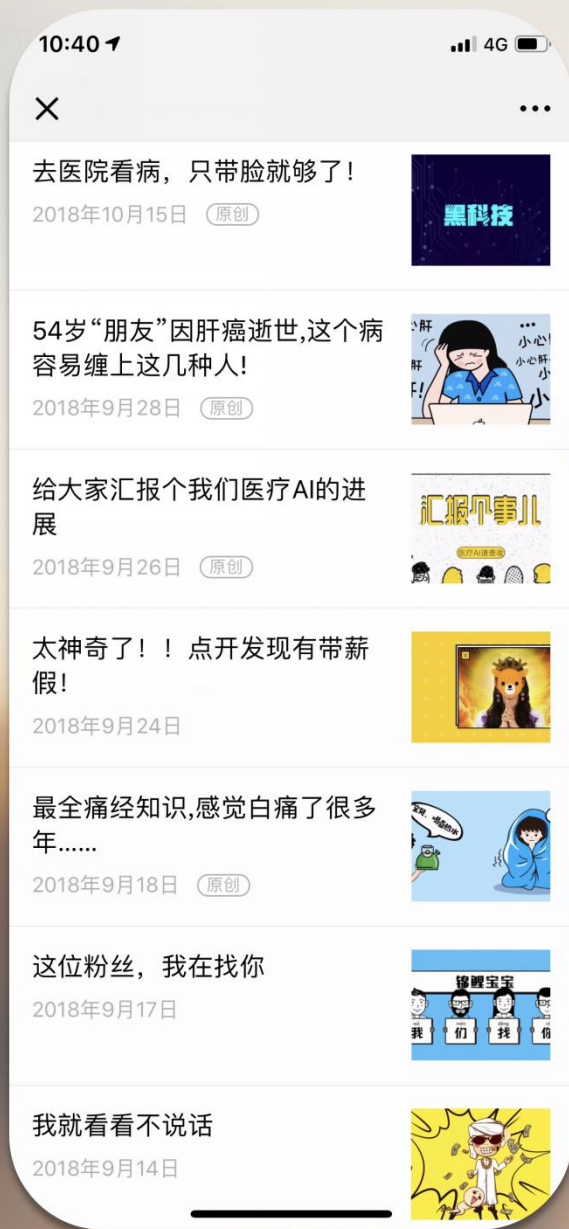 10:40
4G
去医院看病，只带脸就够了！
2018年10月15日 原创
黑科技
54岁“朋友”因肝癌逝世,这个病
容易缠上这几种人!
2018年9月28日 原创
小心肝
给大家汇报个我们医疗AI的进
展
2018年9月26日 原创
汇报个事儿
医疗AI请查收
太神奇了！！点开发现有带薪
假！
2018年9月24日
最全痛经知识,感觉白痛了很多
年......
2018年9月18日 原创
这位粉丝，我在找你
2018年9月17日
锦鲤宝宝
我 们 找 你
我就看看不说话
2018年9月14日